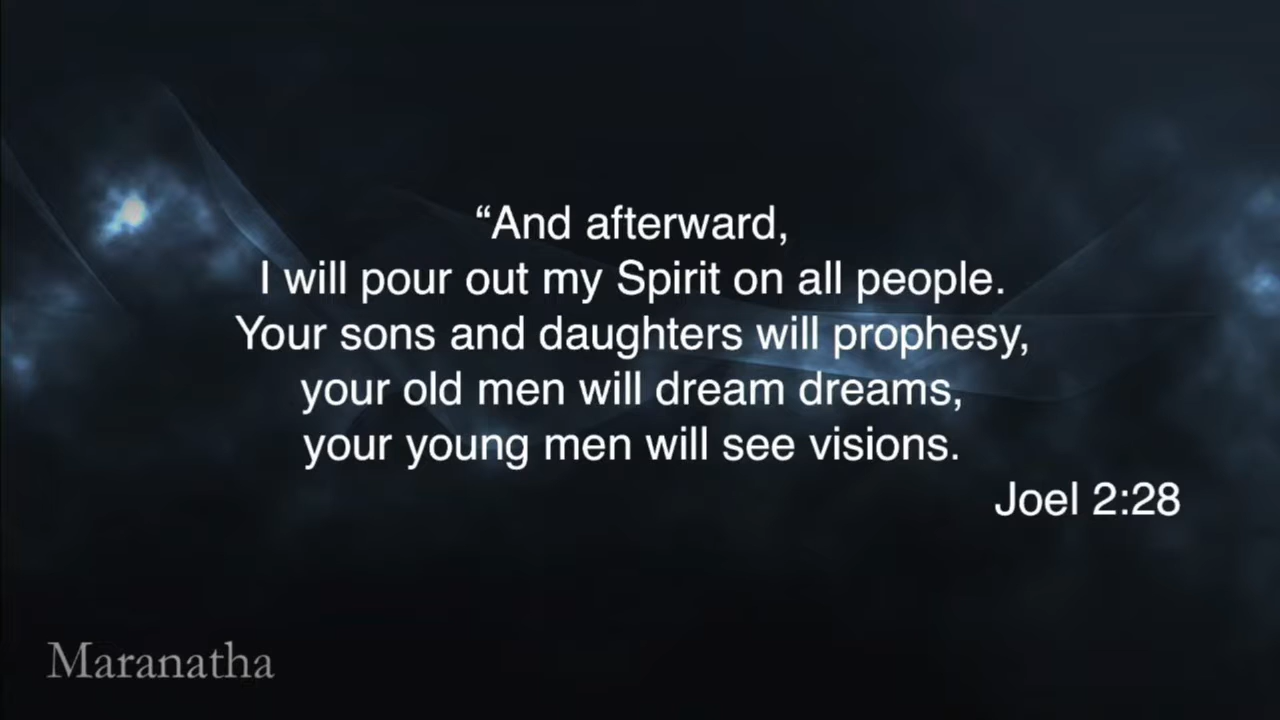 “And afterward,
I will pour out my Spirit on all people.
Your sons and daughters will prophesy,
your old men will dream dreams,
your young men will see visions.
Joel 2:28
Maranatha